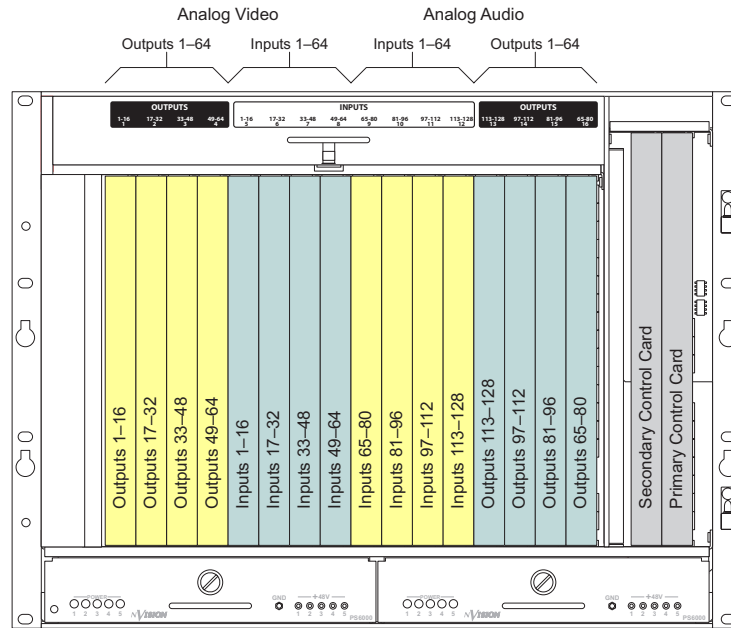 Analog Video Analog Audio
Outputs 1–64 Inputs 1–64 Inputs 1–64 Outputs 1–64
OUTPUTS INPUTS OUTPUTS
1-16 17-32 33-48 49-64 1-16 17-32 33-48 49-64 65-80 81-96 97-112 113-128 113-128 97-112 81-96 65-80
1 2 3 4 5 6 7 8 9 10 11 12 13 14 15 16
Outputs 1–16
Outputs 17–32
Outputs 33–48
Outputs 49–64
Inputs 1–16
Inputs 17–32
Inputs 33–48
Inputs 49–64
Inputs 65–80
Inputs 81–96
Inputs 97–112
Inputs 113–128
Outputs 113–128
Outputs 97–112
Outputs 81–96
Outputs 65–80
Secondary Control Card
Primary Control Card
POWER GND +48V POWER GND +48V
1 2 3 4 5 NVISION 1 2 3 4 5 PS6000 1 2 3 4 5 NVISION 1 2 3 4 5 PS6000